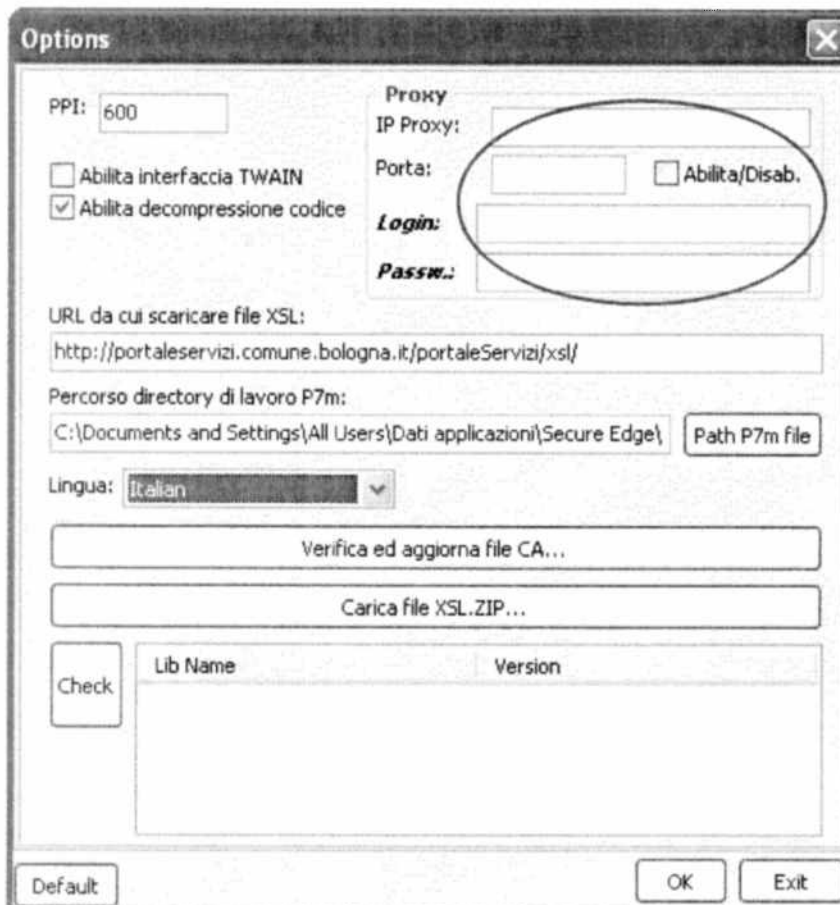 Options
PPI: 600
Proxy
IP Proxy:
Porta:
Abilita/Disab.
Abilita interfaccia TWAIN
Abilita decompressione codice
Login:
Passw.:
URL da cui scaricare file XSL:
http://portaleservizi.comune.bologna.it/portaleServizi/xsl/
Percorso directory di lavoro P7m:
C:\Documents and Settings\All Users\Dati applicazioni\Secure Edge\
Path P7m file
Lingua: Italian
Verifica ed aggiorna file CA...
Carica file XSL.ZIP...
Check
Lib Name
Version
Default
OK
Exit